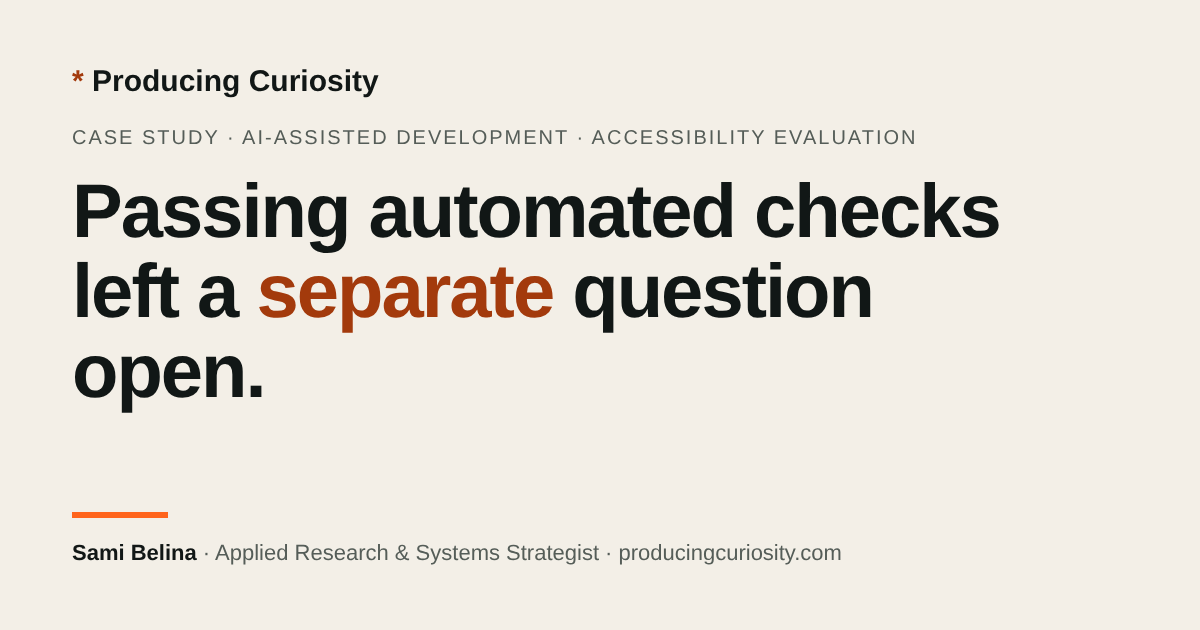 * Producing Curiosity
CASE STUDY · AI-ASSISTED DEVELOPMENT · ACCESSIBILITY EVALUATION
Passing automated checks
left a separate question
open.
Sami Belina · Applied Research & Systems Strategist · producingcuriosity.com